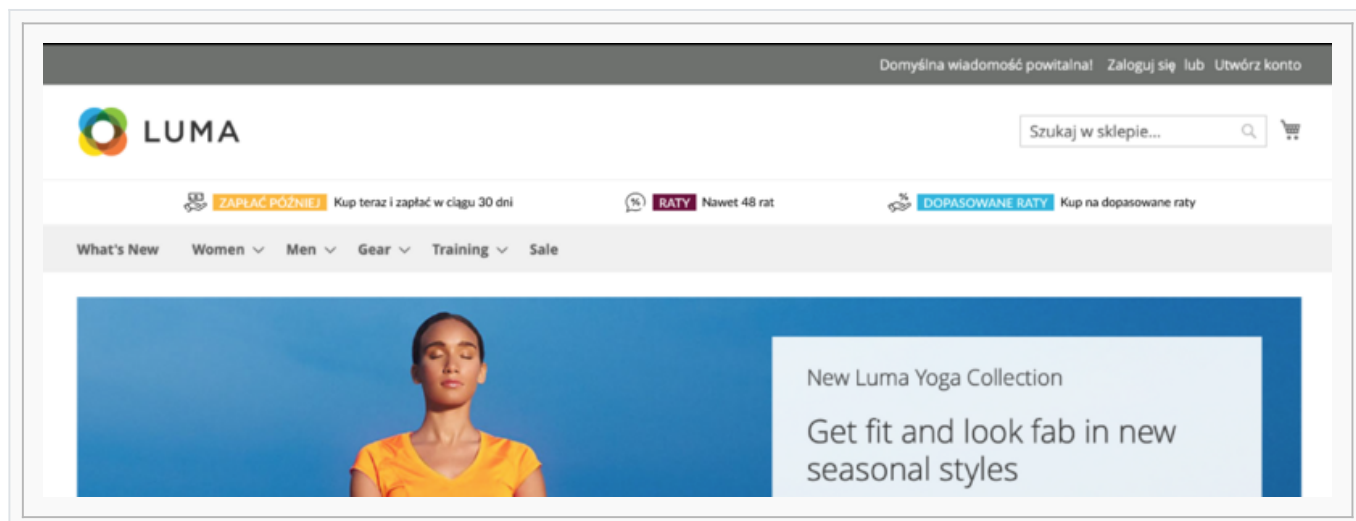 Domyślna wiadomość powitalna! Zaloguj się lub Utwórz konto
LUMA
Szukaj w sklepie...
ZAPŁAĆ PÓŹNIEJ Kup teraz i zapłać w ciągu 30 dni
RATY Nawet 48 rat
DOPASOWANE RATY Kup na dopasowane raty
What's New Women Men Gear Training Sale
New Luma Yoga Collection
Get fit and look fab in new
seasonal styles